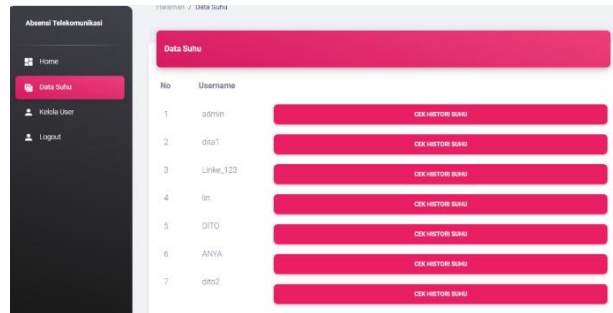 Absensi Telekomunikasi
Home
Data Suhu
Kelola User
Logout
Halaman / Data Suhu
Data Suhu
No Username
1 admin CEK HISTORI SUHU
2 dita1 CEK HISTORI SUHU
3 Linke_123 CEK HISTORI SUHU
4 lin CEK HISTORI SUHU
5 DITO CEK HISTORI SUHU
6 ANYA CEK HISTORI SUHU
7 dito2 CEK HISTORI SUHU